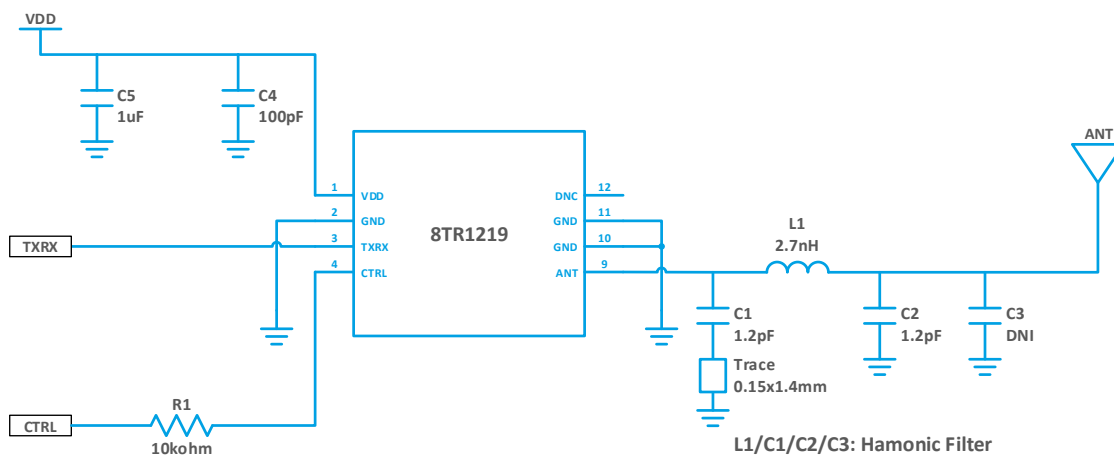 VDD
C5
1uF
C4
100pF
ANT
1
VDD
2
GND
3
TXRX
4
CTRL
8TR1219
DNC
12
GND
11
GND
10
ANT
9
TXRX
L1
2.7nH
C1
1.2pF
C2
1.2pF
C3
DNI
Trace
0.15x1.4mm
R1
CTRL
10kohm
L1/C1/C2/C3: Hamonic Filter